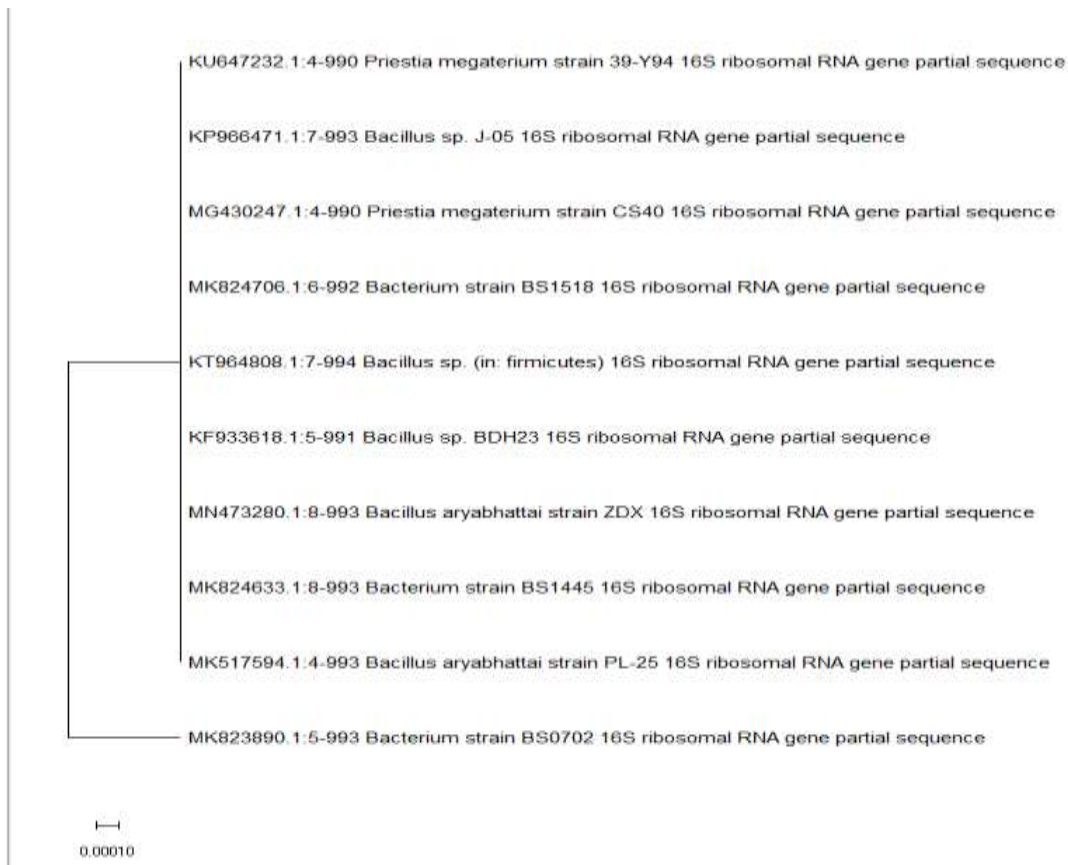 KU647232.1:4-990 Priestia megaterium strain 39-Y94 16S ribosomal RNA gene partial sequence
KP966471.1:7-993 Bacillus sp. J-05 16S ribosomal RNA gene partial sequence
MG430247.1:4-990 Priestia megaterium strain CS40 16S ribosomal RNA gene partial sequence
MK824706.1:6-992 Bacterium strain BS1518 16S ribosomal RNA gene partial sequence
KT964808.1:7-994 Bacillus sp. (in: firmicutes) 16S ribosomal RNA gene partial sequence
KF933618.1:5-991 Bacillus sp. BDH23 16S ribosomal RNA gene partial sequence
MN473280.1:8-993 Bacillus aryabhattai strain ZDX 16S ribosomal RNA gene partial sequence
MK824633.1:8-993 Bacterium strain BS1445 16S ribosomal RNA gene partial sequence
MK517594.1:4-993 Bacillus aryabhattai strain PL-25 16S ribosomal RNA gene partial sequence
MK823890.1:5-993 Bacterium strain BS0702 16S ribosomal RNA gene partial sequence
0.00010